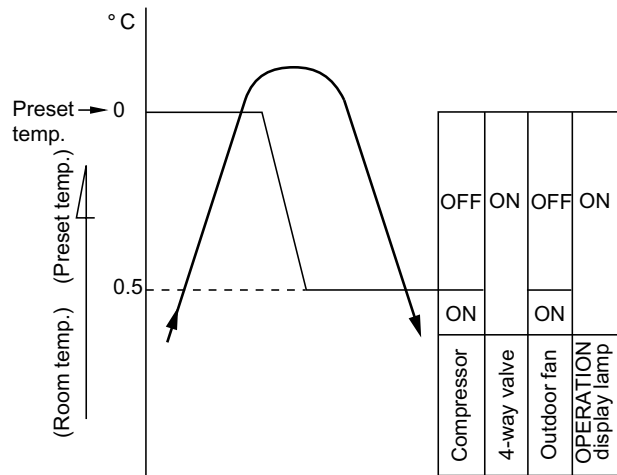 °C
Preset
temp.
0
(Room temp.) (Preset temp.)
0.5
OFF
ON
OFF
ON
ON
ON
Compressor
4-way valve
Outdoor fan
OPERATION
display lamp